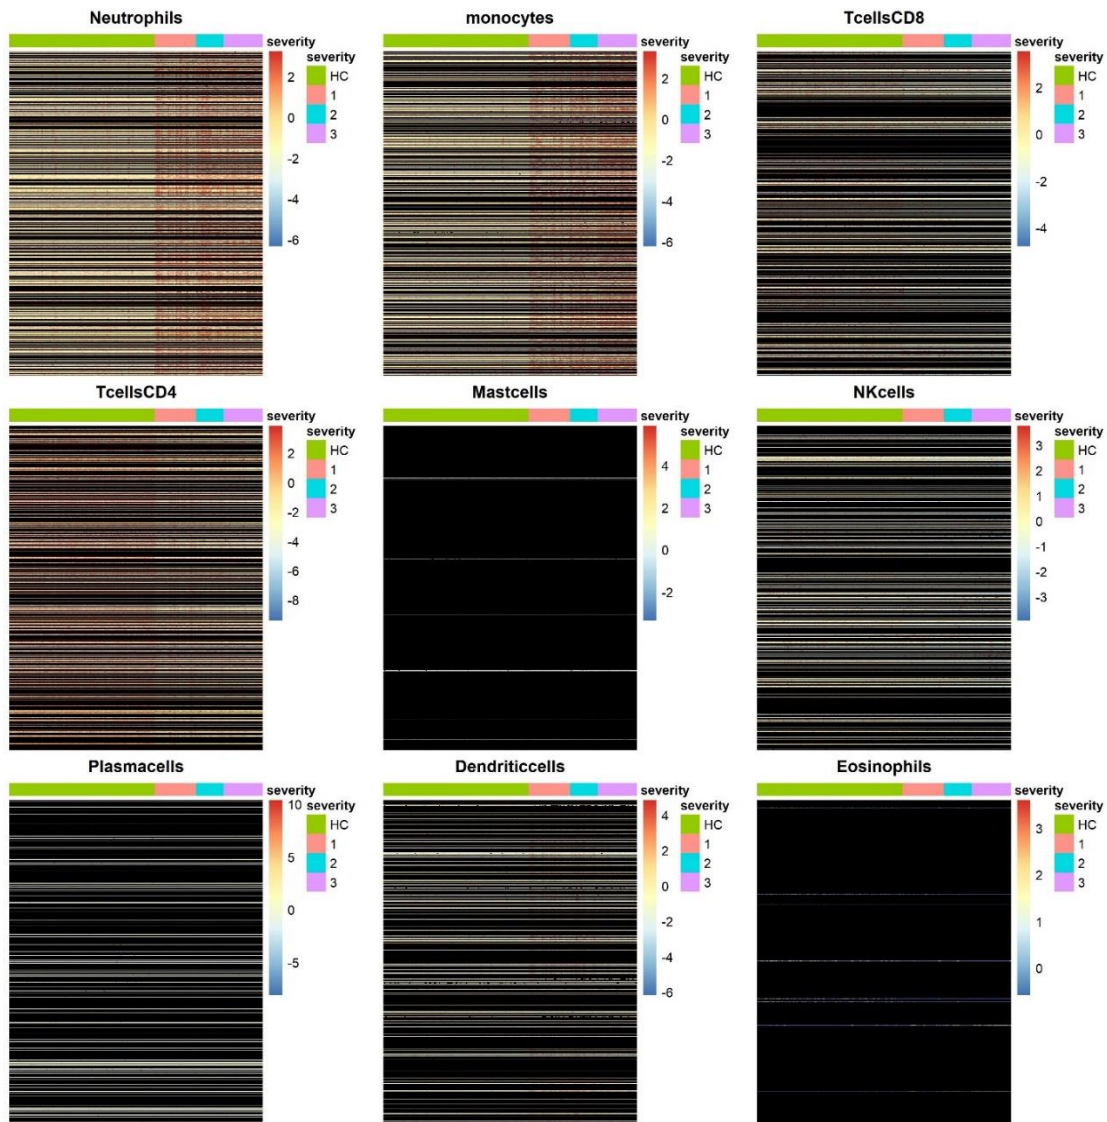 Neutrophils
severity
severity
HC
1
2
3
2
0
-2
-4
-6
monocytes
severity
severity
HC
1
2
3
2
0
-2
-4
-6
TcellsCD8
severity
severity
HC
1
2
3
2
0
-2
-4
TcellsCD4
severity
severity
HC
1
2
3
2
0
-2
-4
-6
-8
Mastcells
severity
severity
HC
1
2
3
4
2
0
-2
NKcells
severity
severity
HC
1
2
3
3
2
1
0
-1
-2
-3
Plasmacells
severity
severity
HC
1
2
3
10
5
0
-5
Dendriticcells
severity
severity
HC
1
2
3
4
2
0
-2
-4
-6
Eosinophils
severity
severity
HC
1
2
3
3
2
1
0